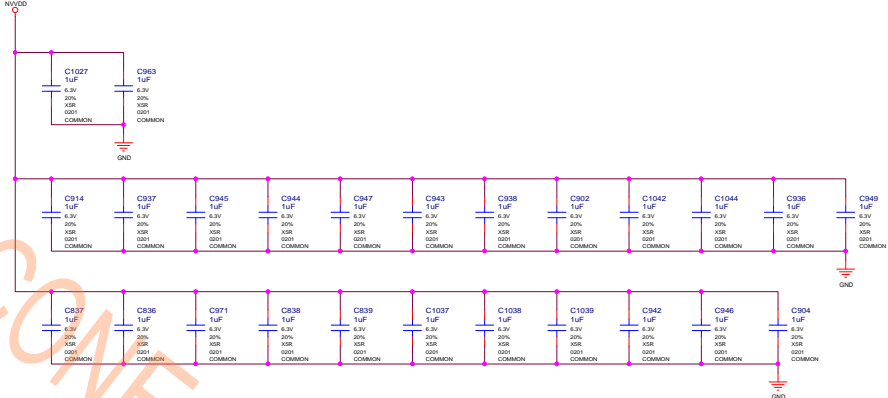 NVVDD
C1027 C963
1uF 1uF
6.3V 6.3V
20% 20%
X5R X5R
0201 0201
COMMON COMMON
GND
C914 C937 C945 C944 C947 C943 C938 C902 C1042 C1044 C936 C949
1uF 1uF 1uF 1uF 1uF 1uF 1uF 1uF 1uF 1uF 1uF 1uF
6.3V 6.3V 6.3V 6.3V 6.3V 6.3V 6.3V 6.3V 6.3V 6.3V 6.3V 6.3V
20% 20% 20% 20% 20% 20% 20% 20% 20% 20% 20% 20%
X5R X5R X5R X5R X5R X5R X5R X5R X5R X5R X5R X5R
0201 0201 0201 0201 0201 0201 0201 0201 0201 0201 0201 0201
COMMON COMMON COMMON COMMON COMMON COMMON COMMON COMMON COMMON COMMON COMMON COMMON
GND
C837 C836 C971 C838 C839 C1037 C1038 C1039 C942 C946 C904
1uF 1uF 1uF 1uF 1uF 1uF 1uF 1uF 1uF 1uF 1uF
6.3V 6.3V 6.3V 6.3V 6.3V 6.3V 6.3V 6.3V 6.3V 6.3V 6.3V
20% 20% 20% 20% 20% 20% 20% 20% 20% 20% 20%
X5R X5R X5R X5R X5R X5R X5R X5R X5R X5R X5R
0201 0201 0201 0201 0201 0201 0201 0201 0201 0201 0201
COMMON COMMON COMMON COMMON COMMON COMMON COMMON COMMON COMMON COMMON COMMON
GND